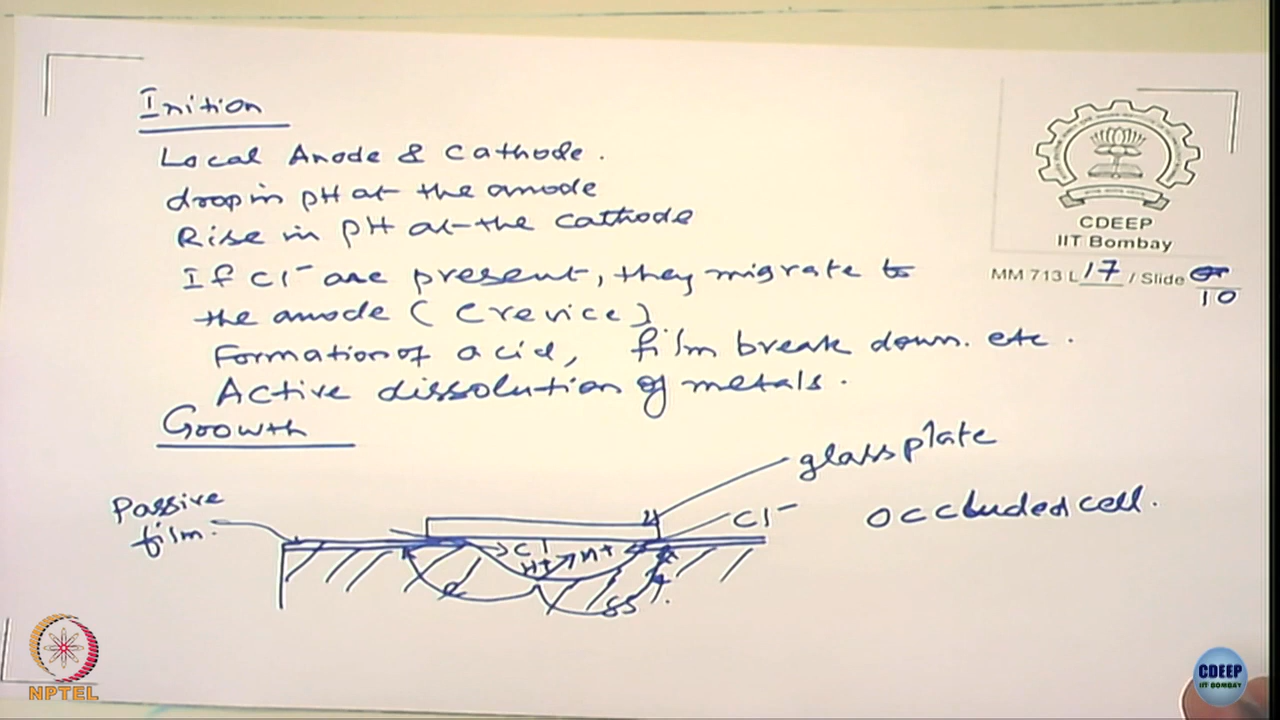 Inition
Local Anode & Cathode.
drop in pH at the anode
Rise in pH at the cathode
If Cl⁻ are present, they migrate to
the anode (Crevice)
Formation of acid, film break down. etc.
Active dissolution of metals.
Growth
glass plate
Passive
film.
Cl⁻
occluded cell.
Cl
H+
M+
e
SS
CDEEP
IIT Bombay
MM 713 L 17 / Slide
10
NPTEL
CDEEP
IIT BOMBAY